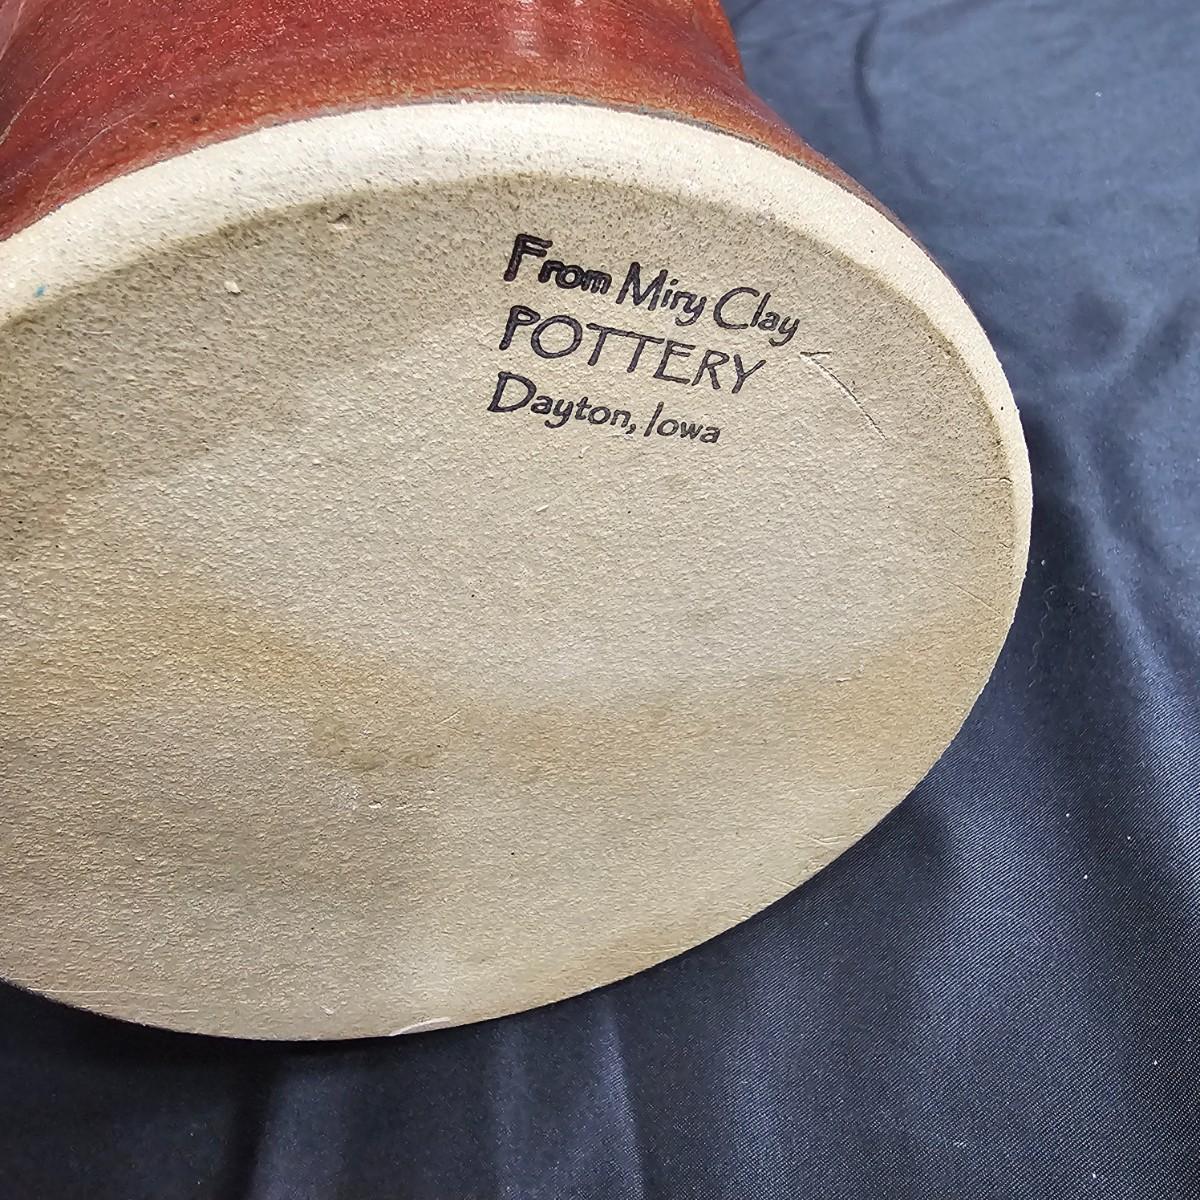 From Miry Clay
POTTERY
Dayton, Iowa